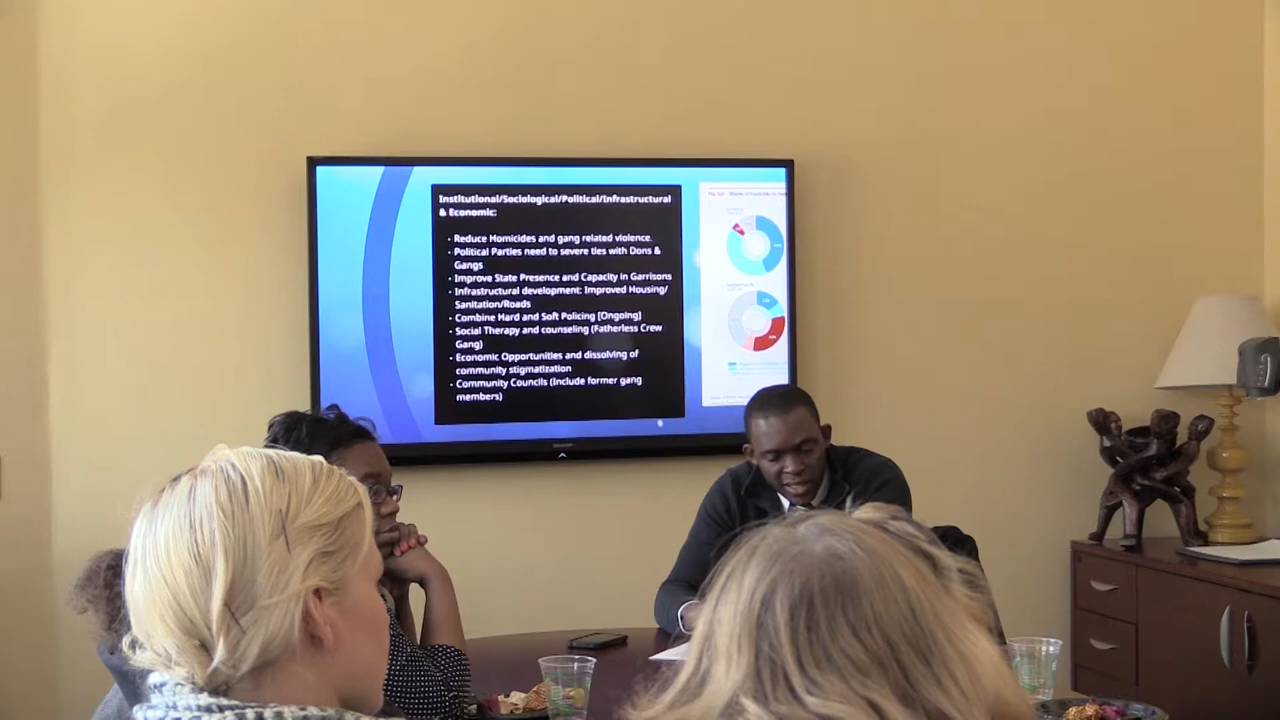 Institutional/Sociological/Political/Infrastructural
& Economic:
· Reduce Homicides and gang related violence.
· Political Parties need to severe ties with Dons &
Gangs
· Improve State Presence and Capacity in Garrisons
· Infrastructural development: Improved Housing/
Sanitation/Roads
· Combine Hard and Soft Policing [Ongoing]
· Social Therapy and counseling (Fatherless Crew
Gang)
· Economic Opportunities and dissolving of
community stigmatization
· Community Councils (Include former gang
members)
SHARP